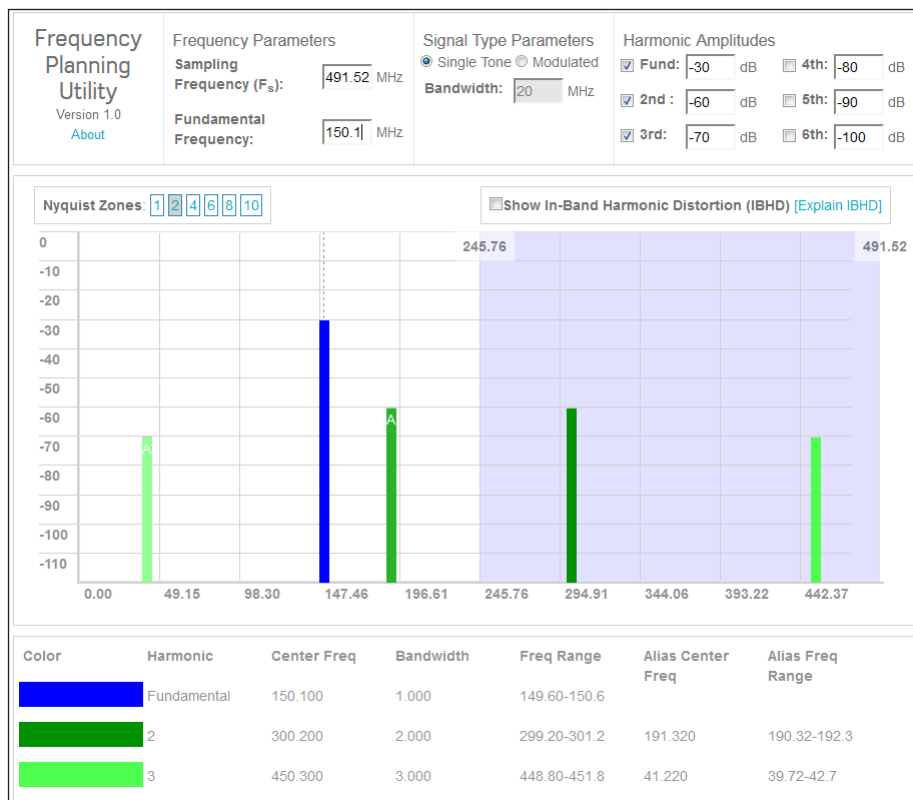 Frequency
Planning
Utility
Version 1.0
About
Frequency Parameters
Sampling
Frequency (Fs): 491.52 MHz
Fundamental
Frequency: 150.1 MHz
Signal Type Parameters
Single Tone Modulated
Bandwidth: 20 MHz
Harmonic Amplitudes
Fund: -30 dB 4th: -80 dB
2nd : -60 dB 5th: -90 dB
3rd: -70 dB 6th: -100 dB
Nyquist Zones: 1 2 4 6 8 10
Show In-Band Harmonic Distortion (IBHD) [Explain IBHD]
245.76 491.52
0
-10
-20
-30
-40
-50
-60
-70
-80
-90
-100
-110
A
A
0.00 49.15 98.30 147.46 196.61 245.76 294.91 344.06 393.22 442.37
Color Harmonic Center Freq Bandwidth Freq Range Alias Center Freq Alias Freq Range
Fundamental 150.100 1.000 149.60-150.6
2 300.200 2.000 299.20-301.2 191.320 190.32-192.3
3 450.300 3.000 448.80-451.8 41.220 39.72-42.7